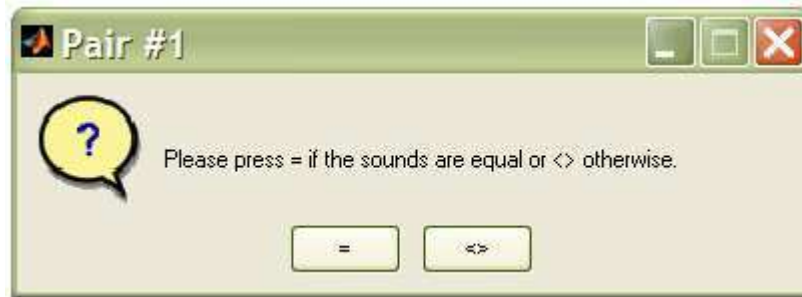 Pair #1
?
Please press = if the sounds are equal or <> otherwise.
= <>